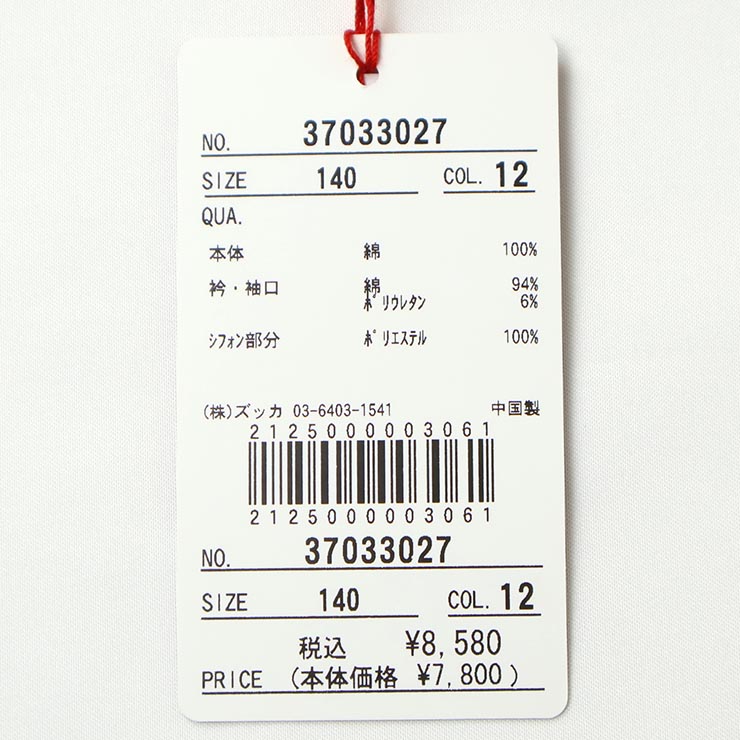 NO. 37033027
SIZE 140 COL. 12
QUA.
本体 綿 100%
衿・袖口 綿 94%
ﾎﾟﾘｳﾚﾀﾝ 6%
ｼﾌｫﾝ部分 ﾎﾟﾘｴｽﾃﾙ 100%
(株)ズッカ 03-6403-1541 中国製
2125000003061
2125000003061
NO. 37033027
SIZE 140 COL. 12
税込 ¥8,580
PRICE (本体価格 ¥7,800)